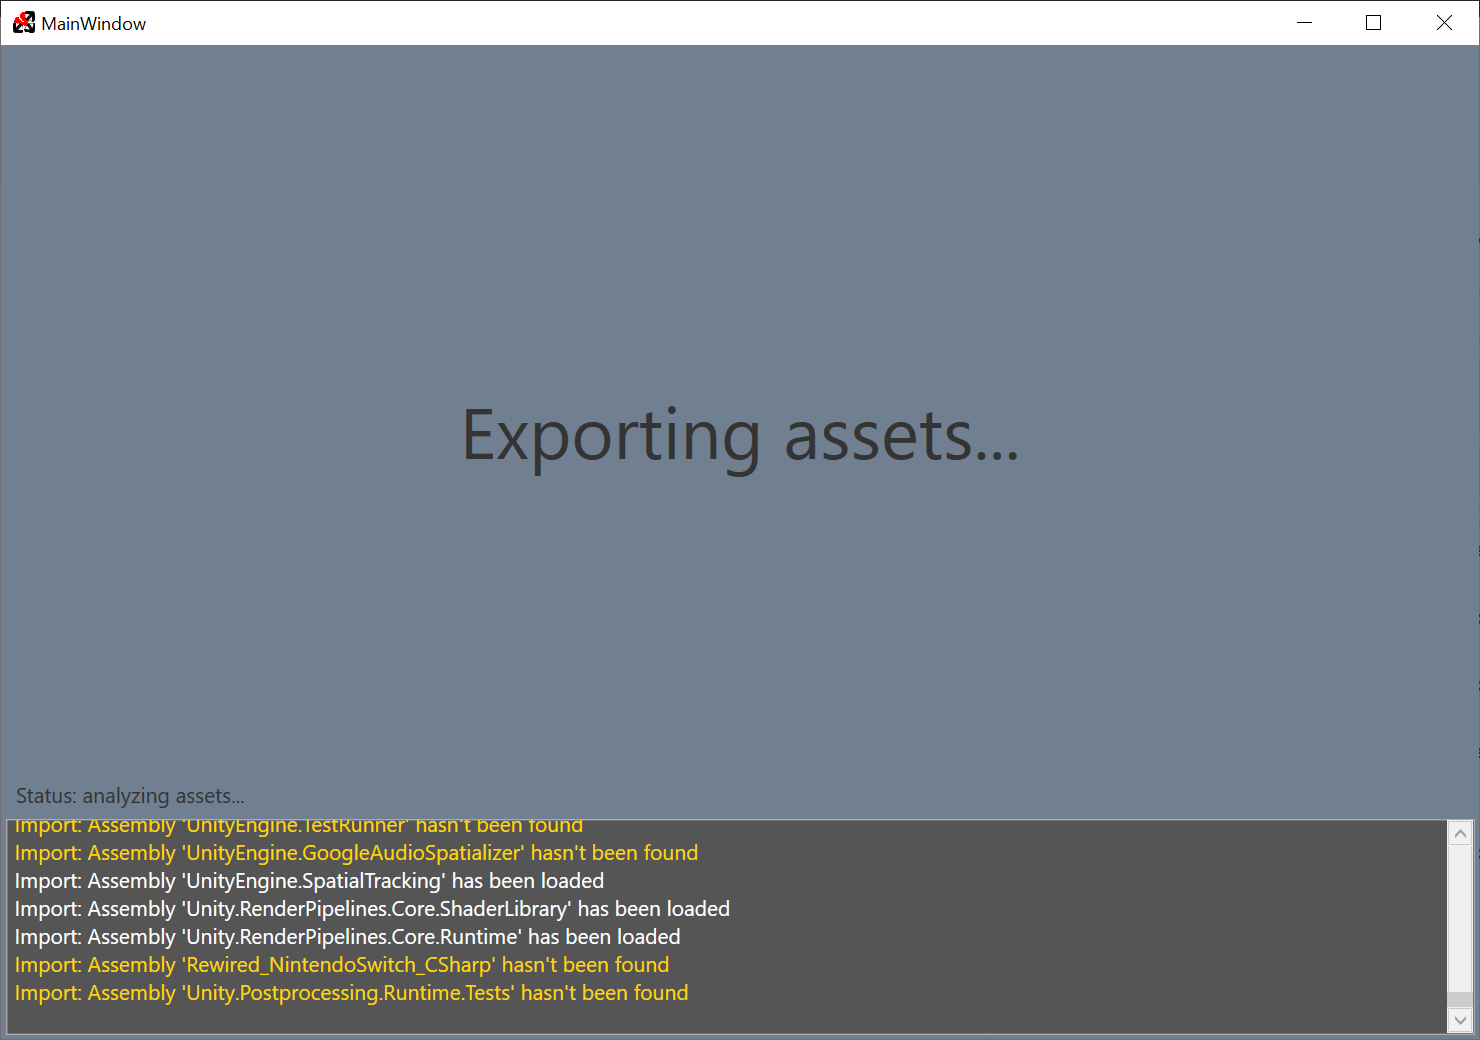 MainWindow
Exporting assets...
Status: analyzing assets...
Import: Assembly 'UnityEngine.TestRunner' hasn't been found
Import: Assembly 'UnityEngine.GoogleAudioSpatializer' hasn't been found
Import: Assembly 'UnityEngine.SpatialTracking' has been loaded
Import: Assembly 'Unity.RenderPipelines.Core.ShaderLibrary' has been loaded
Import: Assembly 'Unity.RenderPipelines.Core.Runtime' has been loaded
Import: Assembly 'Rewired_NintendoSwitch_CSharp' hasn't been found
Import: Assembly 'Unity.Postprocessing.Runtime.Tests' hasn't been found